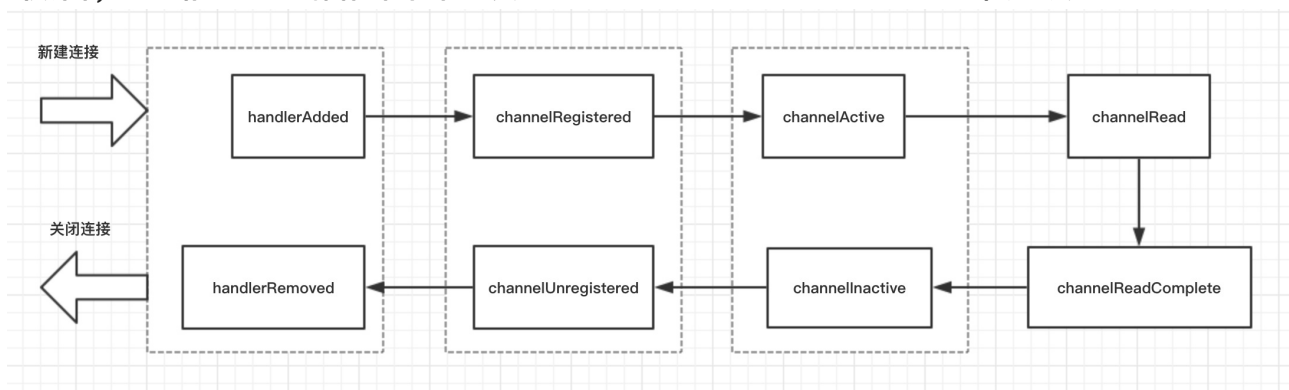 新建连接
handlerAdded
channelRegistered
channelActive
channelRead
关闭连接
handlerRemoved
channelUnregistered
channelInactive
channelReadComplete